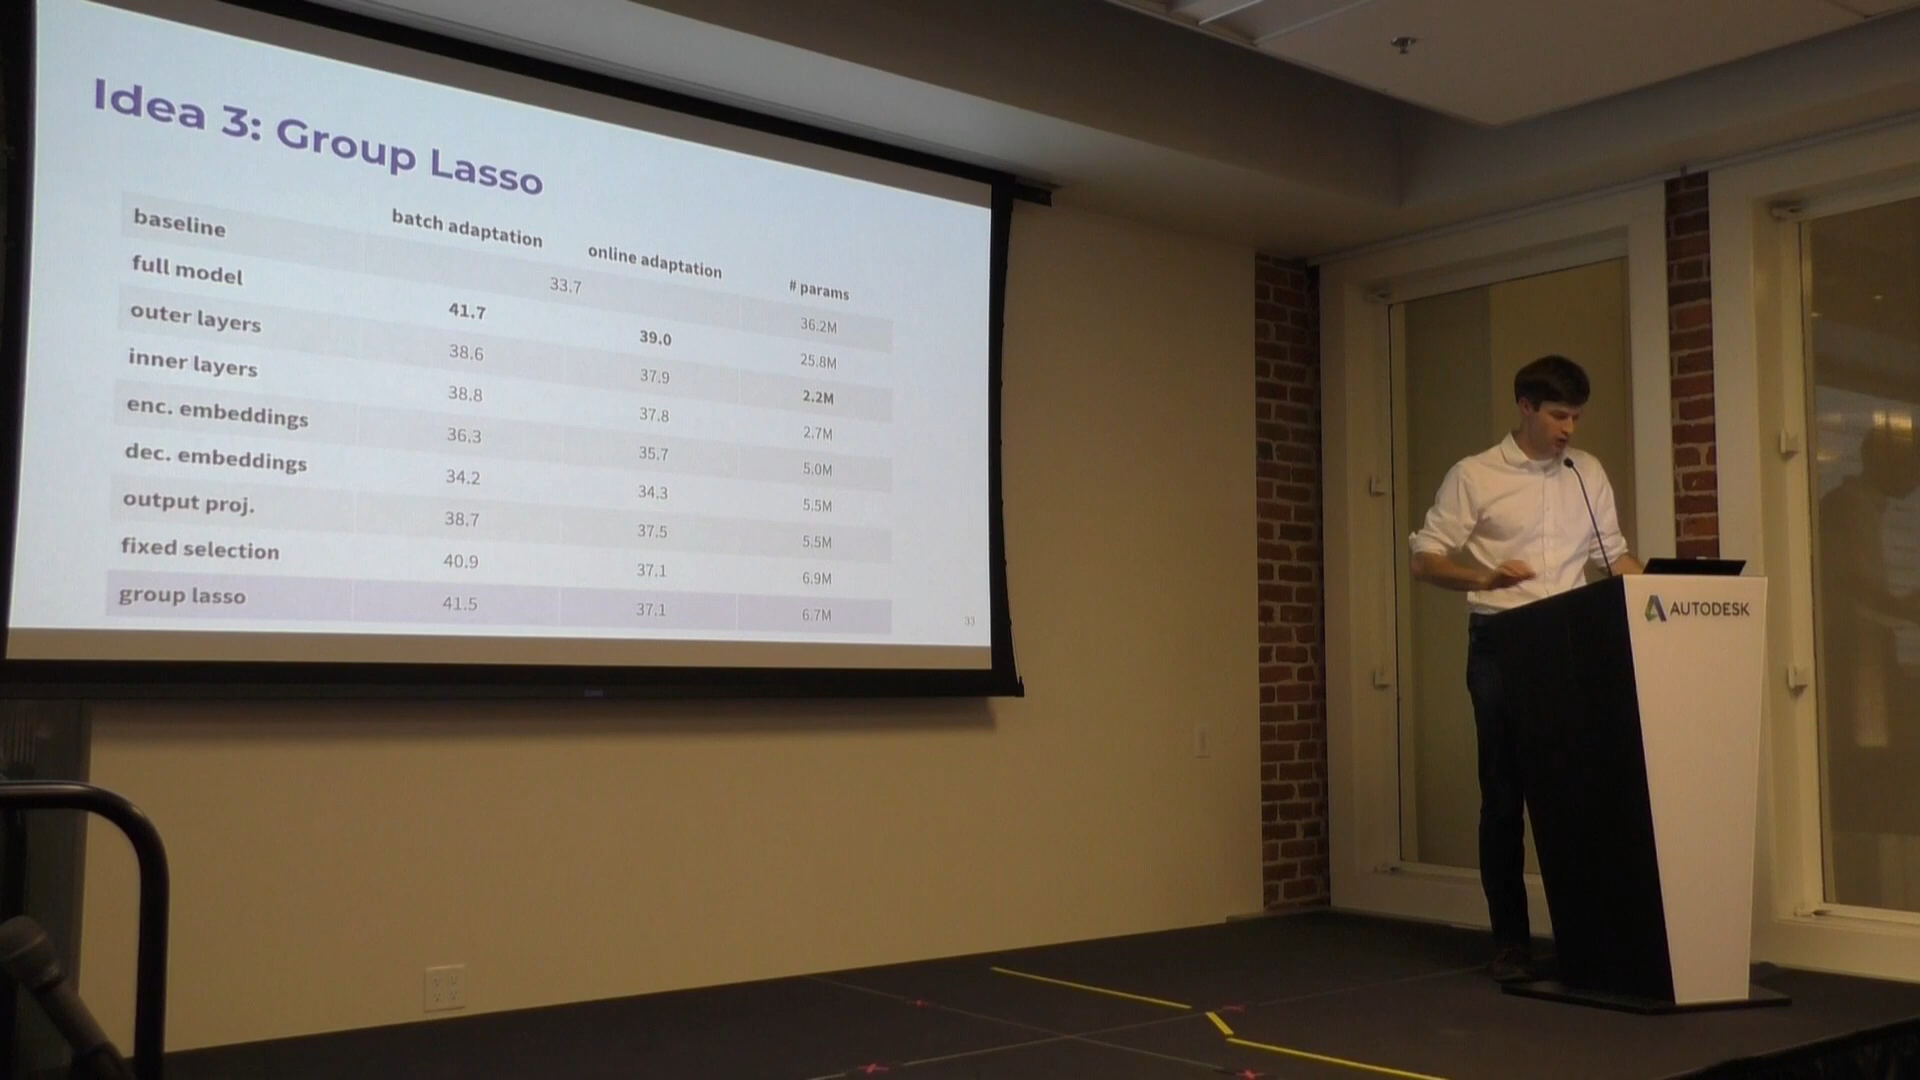 Idea 3: Group Lasso
batch adaptation online adaptation # params
baseline 33.7 36.2M
full model 41.7 39.0 25.8M
outer layers 38.6 37.9 2.2M
inner layers 38.8 37.8 2.7M
enc. embeddings 36.3 35.7 5.0M
dec. embeddings 34.2 34.3 5.5M
output proj. 38.7 37.5 5.5M
fixed selection 40.9 37.1 6.9M
group lasso 41.5 37.1 6.7M
33
AUTODESK